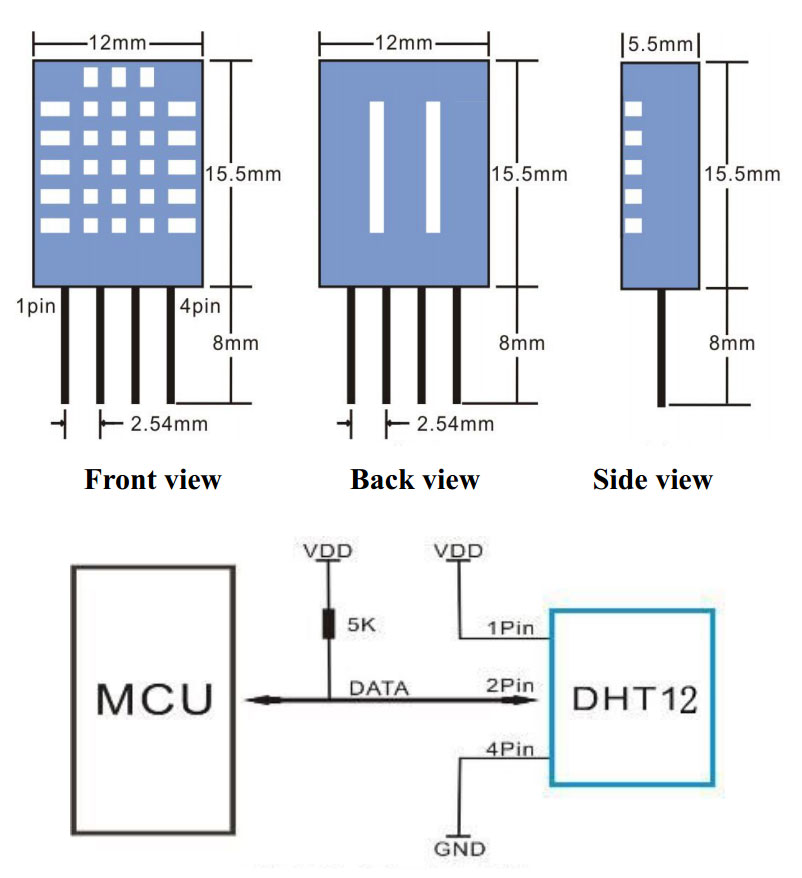 12mm
12mm
5.5mm
15.5mm
15.5mm
15.5mm
1pin
4pin
8mm
8mm
8mm
2.54mm
2.54mm
Front view
Back view
Side view
VDD
VDD
5K
1Pin
MCU
DATA
2Pin
DHT12
4Pin
GND